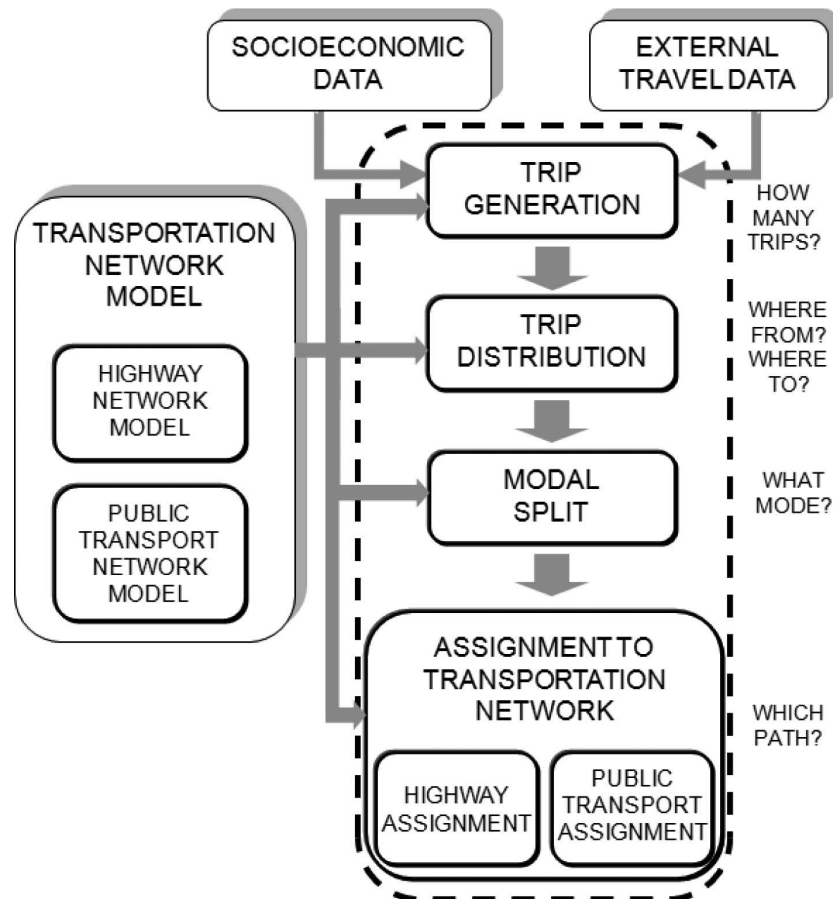 SOCIOECONOMIC
DATA
EXTERNAL
TRAVEL DATA
TRIP
GENERATION
HOW
MANY
TRIPS?
TRANSPORTATION
NETWORK
MODEL
HIGHWAY
NETWORK
MODEL
PUBLIC
TRANSPORT
NETWORK
MODEL
TRIP
DISTRIBUTION
WHERE
FROM?
WHERE
TO?
MODAL
SPLIT
WHAT
MODE?
ASSIGNMENT TO
TRANSPORTATION
NETWORK
WHICH
PATH?
HIGHWAY
ASSIGNMENT
PUBLIC
TRANSPORT
ASSIGNMENT